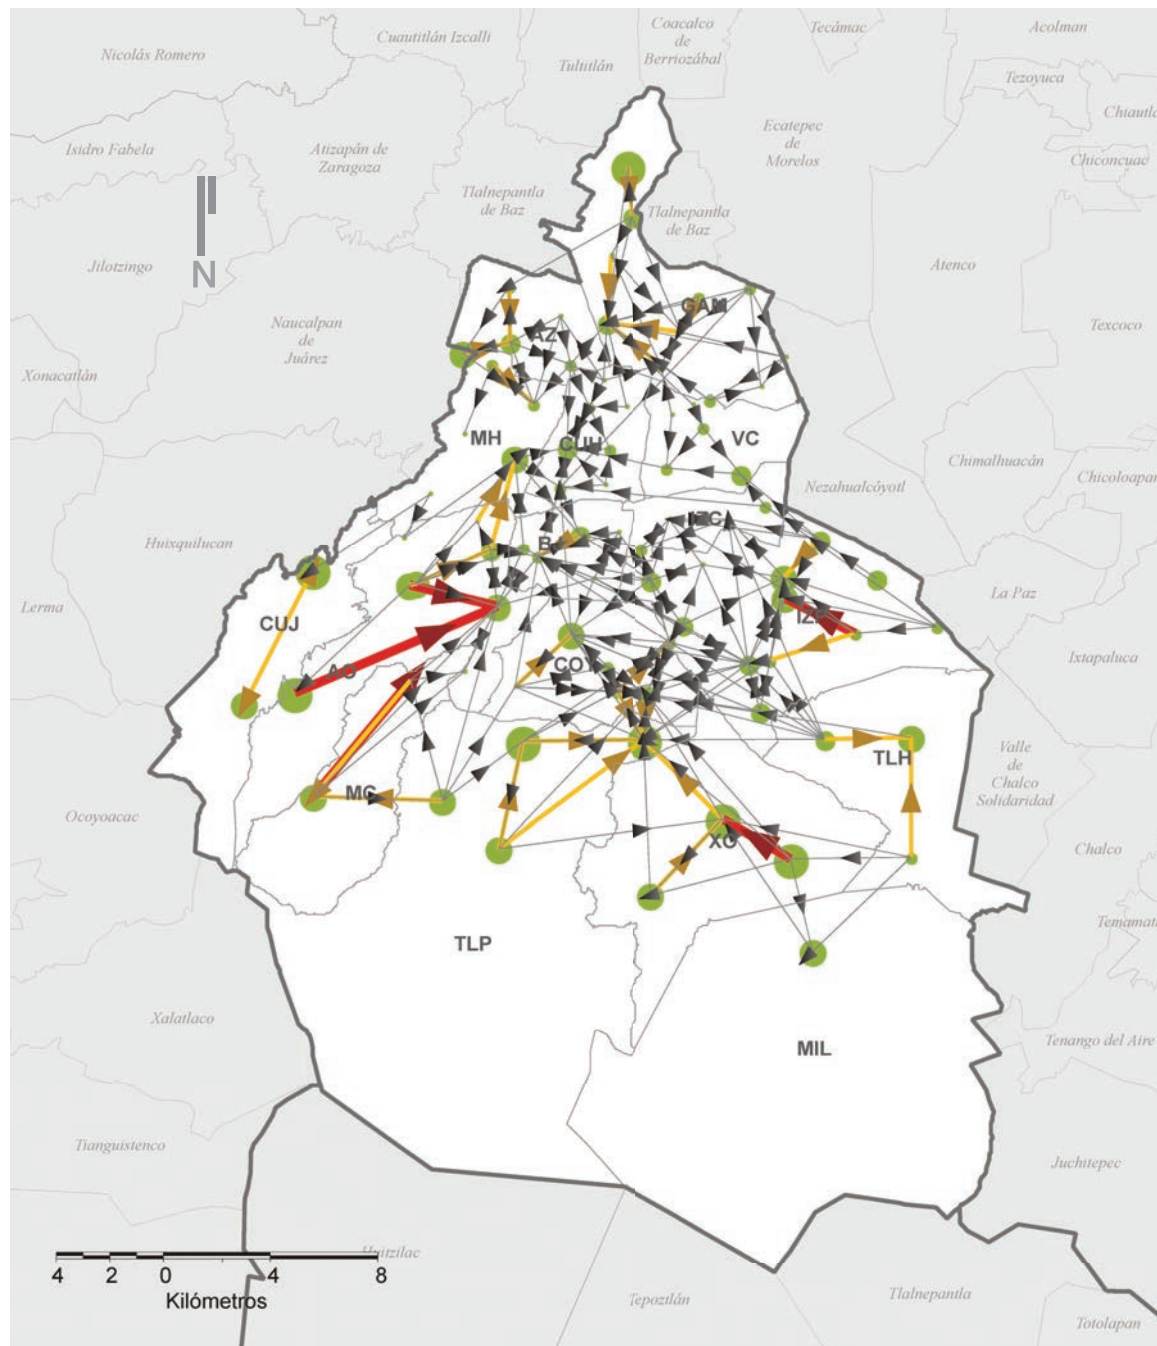 Nicolás Romero
Cuautitlán Izcalli
Coacalco
de
Berriozábal
Tecámac
Acolman
Tultitlán
Tezoyuca
Chiautla
Isidro Fabela
Atizapán de
Zaragoza
Ecatepec
de
Morelos
Chiconcuac
Tlalnepantla
de Baz
Tlalnepantla
de Baz
N
Jilotzingo
Atenco
GAM
Naucalpan
de
Juárez
AZ
Texcoco
Xonacatlán
MH
CUH
VC
Chimalhuacán
Chicoloapan
Nezahualcóyotl
IZC
Huixquilucan
La Paz
Lerma
CUJ
IZP
AO
COY
Ixtapaluca
TLH
Valle
de
Chalco
Solidaridad
MC
Ocoyoacac
XO
Chalco
TLP
Temamatla
Xalatlaco
MIL
Tenango del Aire
Tianguistenco
Juchitepec
Huitzilac
4 2 0 4 8
Kilómetros
Tepoztlán
Tlalnepantla
Totolapan